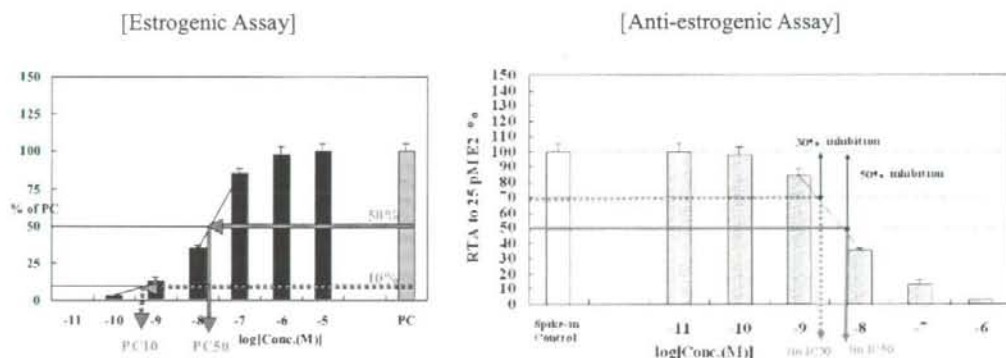 [Estrogenic Assay]
150
125
100
75
% of PC
50
25
0
50%
10%
-11 -10 -9 -8 -7 -6 -5 PC
log[Conc.(M)]
PC10 PC50
[Anti-estrogenic Assay]
RTA to 25 pM E2 %
150
140
130
120
110
100
90
80
70
60
50
40
30
20
10
0
30% inhibition
50% inhibition
Spike-in Control
-11 -10 -9 -8 -7 -6
log[Conc.(M)]